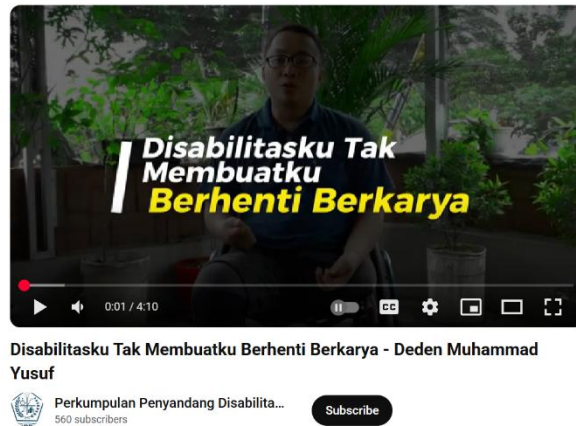 Disabilitasku Tak
Membuatku
Berhenti Berkarya
0:01 / 4:10
CC
Disabilitasku Tak Membuatku Berhenti Berkarya - Deden Muhammad
Yusuf
Perkumpulan Penyandang Disabilita...
560 subscribers
Subscribe